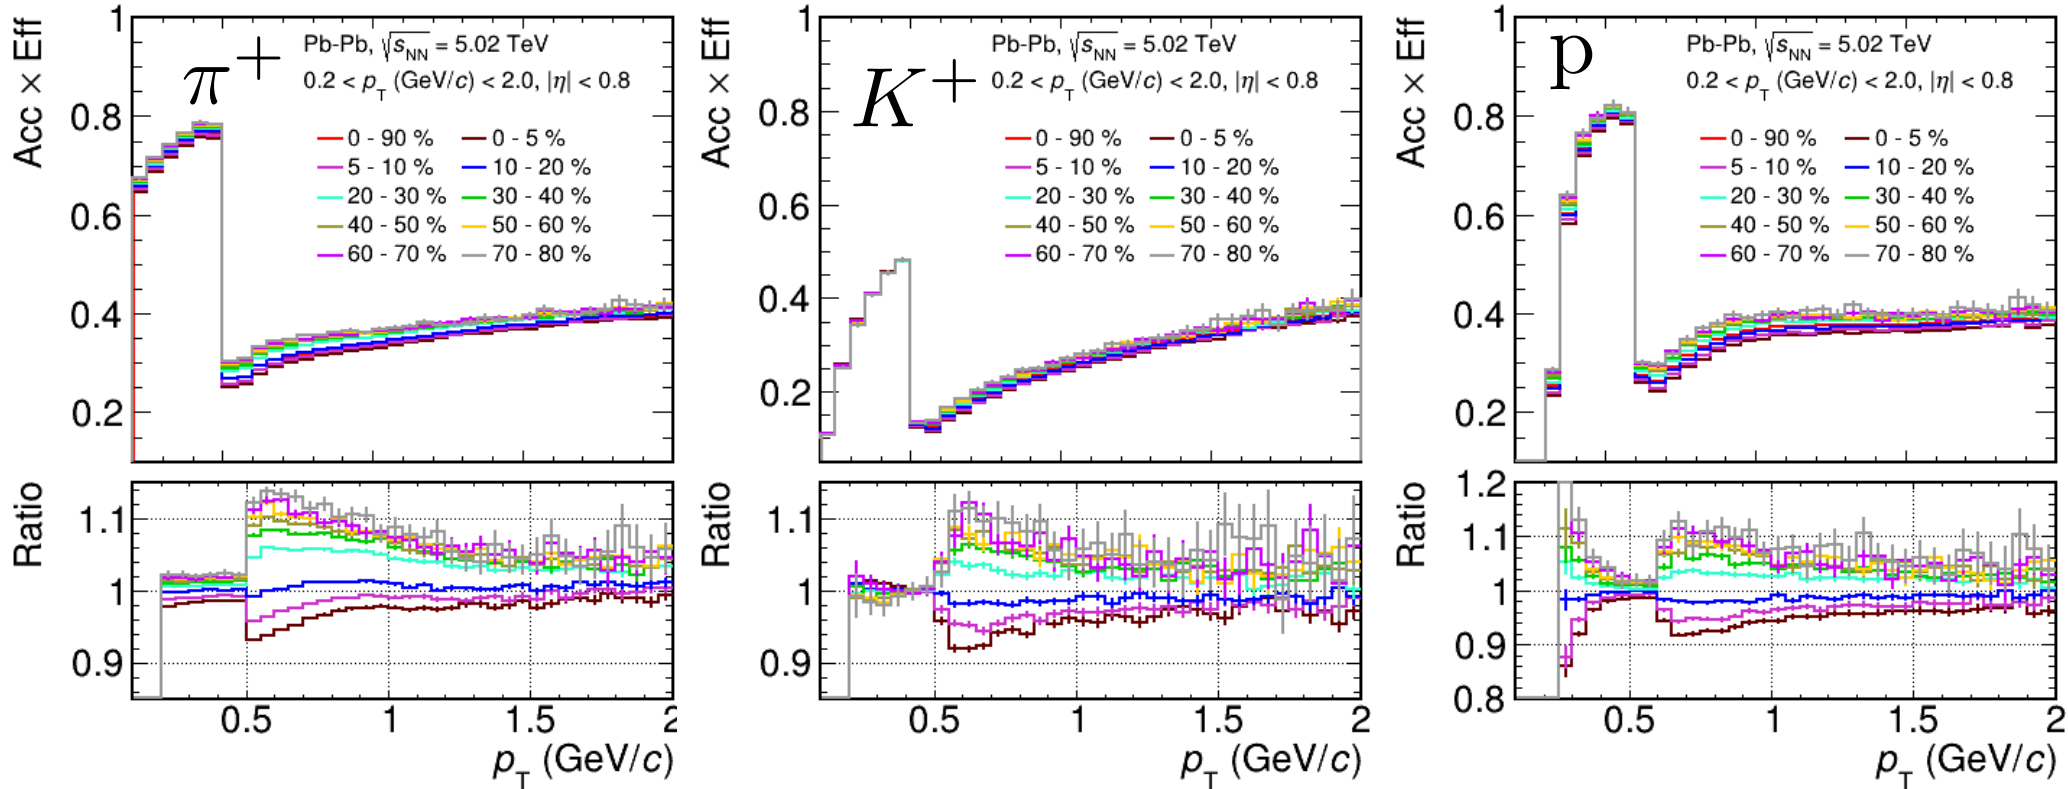 Acc × Eff
1
0.8
0.6
0.4
0.2
π⁺
Pb-Pb, √s_NN = 5.02 TeV
0.2 < p_T (GeV/c) < 2.0, |η| < 0.8
0 - 90 % 0 - 5 %
5 - 10 % 10 - 20 %
20 - 30 % 30 - 40 %
40 - 50 % 50 - 60 %
60 - 70 % 70 - 80 %
Ratio
1.1
1
0.9
0.5 1 1.5 2
p_T (GeV/c)
Acc × Eff
1
0.8
0.6
0.4
0.2
K⁺
Pb-Pb, √s_NN = 5.02 TeV
0.2 < p_T (GeV/c) < 2.0, |η| < 0.8
0 - 90 % 0 - 5 %
5 - 10 % 10 - 20 %
20 - 30 % 30 - 40 %
40 - 50 % 50 - 60 %
60 - 70 % 70 - 80 %
Ratio
1.1
1
0.9
0.5 1 1.5 2
p_T (GeV/c)
Acc × Eff
1
0.8
0.6
0.4
0.2
p
Pb-Pb, √s_NN = 5.02 TeV
0.2 < p_T (GeV/c) < 2.0, |η| < 0.8
0 - 90 % 0 - 5 %
5 - 10 % 10 - 20 %
20 - 30 % 30 - 40 %
40 - 50 % 50 - 60 %
60 - 70 % 70 - 80 %
Ratio
1.2
1.1
1
0.9
0.8
0.5 1 1.5 2
p_T (GeV/c)